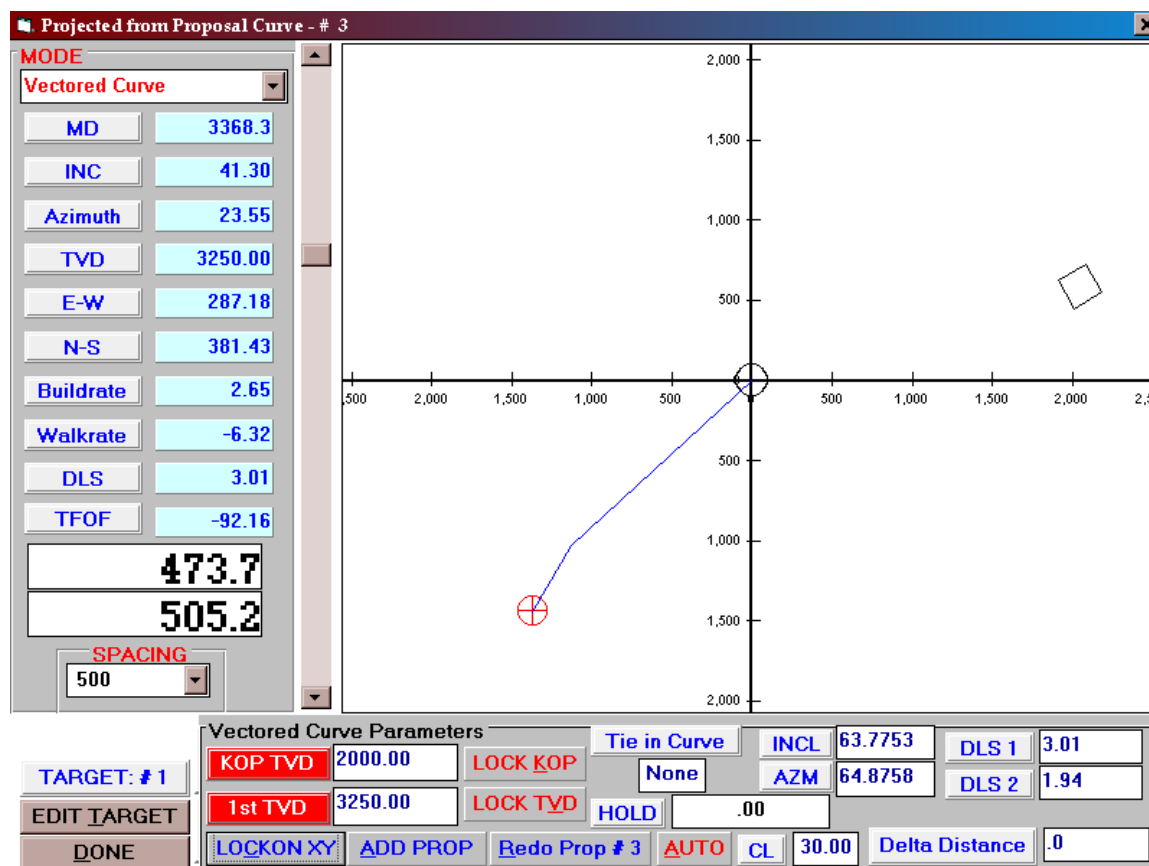 Projected from Proposal Curve - # 3
MODE
Vectored Curve
MD 3368.3
INC 41.30
Azimuth 23.55
TVD 3250.00
E-W 287.18
N-S 381.43
Buildrate 2.65
Walkrate -6.32
DLS 3.01
TFOF -92.16
473.7
505.2
SPACING
500
2,000
1,500
1,000
500
,500 2,000 1,500 1,000 500 500 1,000 1,500 2,000 2,5
500
1,000
1,500
2,000
TARGET: # 1
EDIT TARGET
DONE
Vectored Curve Parameters
KOP TVD 2000.00 LOCK KOP
1st TVD 3250.00 LOCK TVD
Tie in Curve
None
HOLD .00
INCL 63.7753
AZM 64.8758
DLS 1 3.01
DLS 2 1.94
LOCKON XY ADD PROP Redo Prop # 3 AUTO CL 30.00 Delta Distance .0